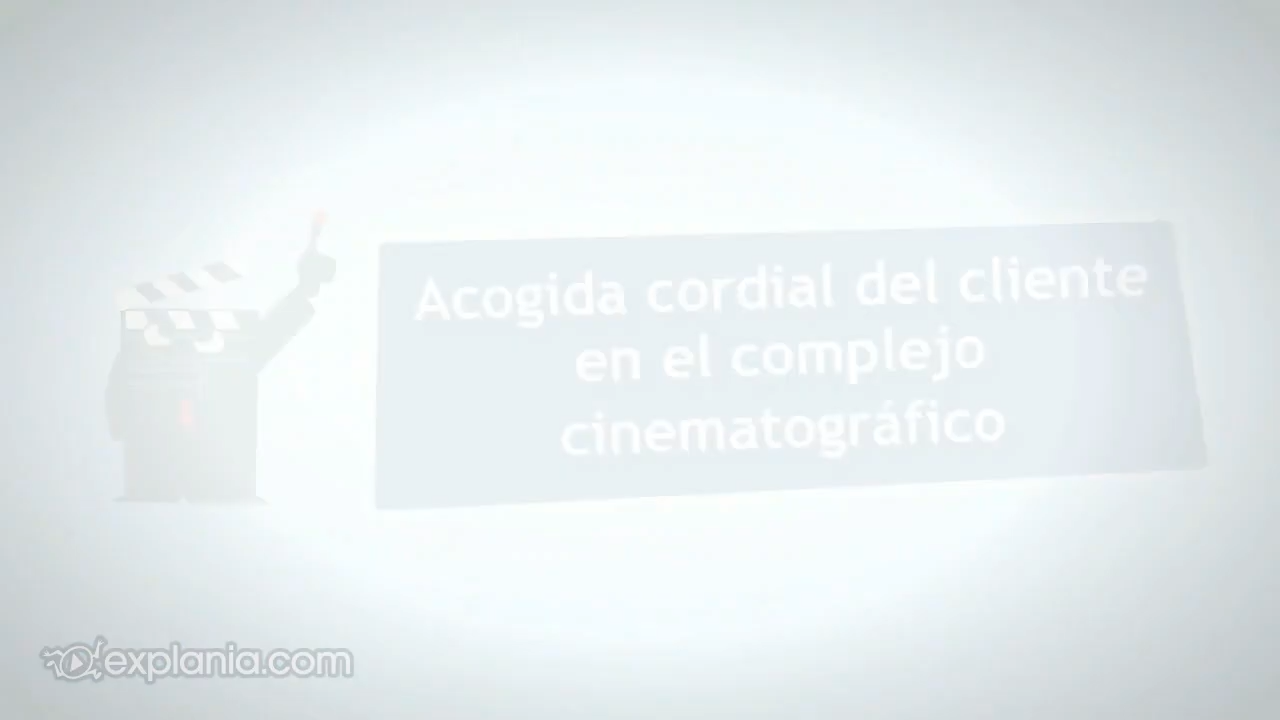 Acogida cordial del cliente
en el complejo
cinematográfico
explania.com